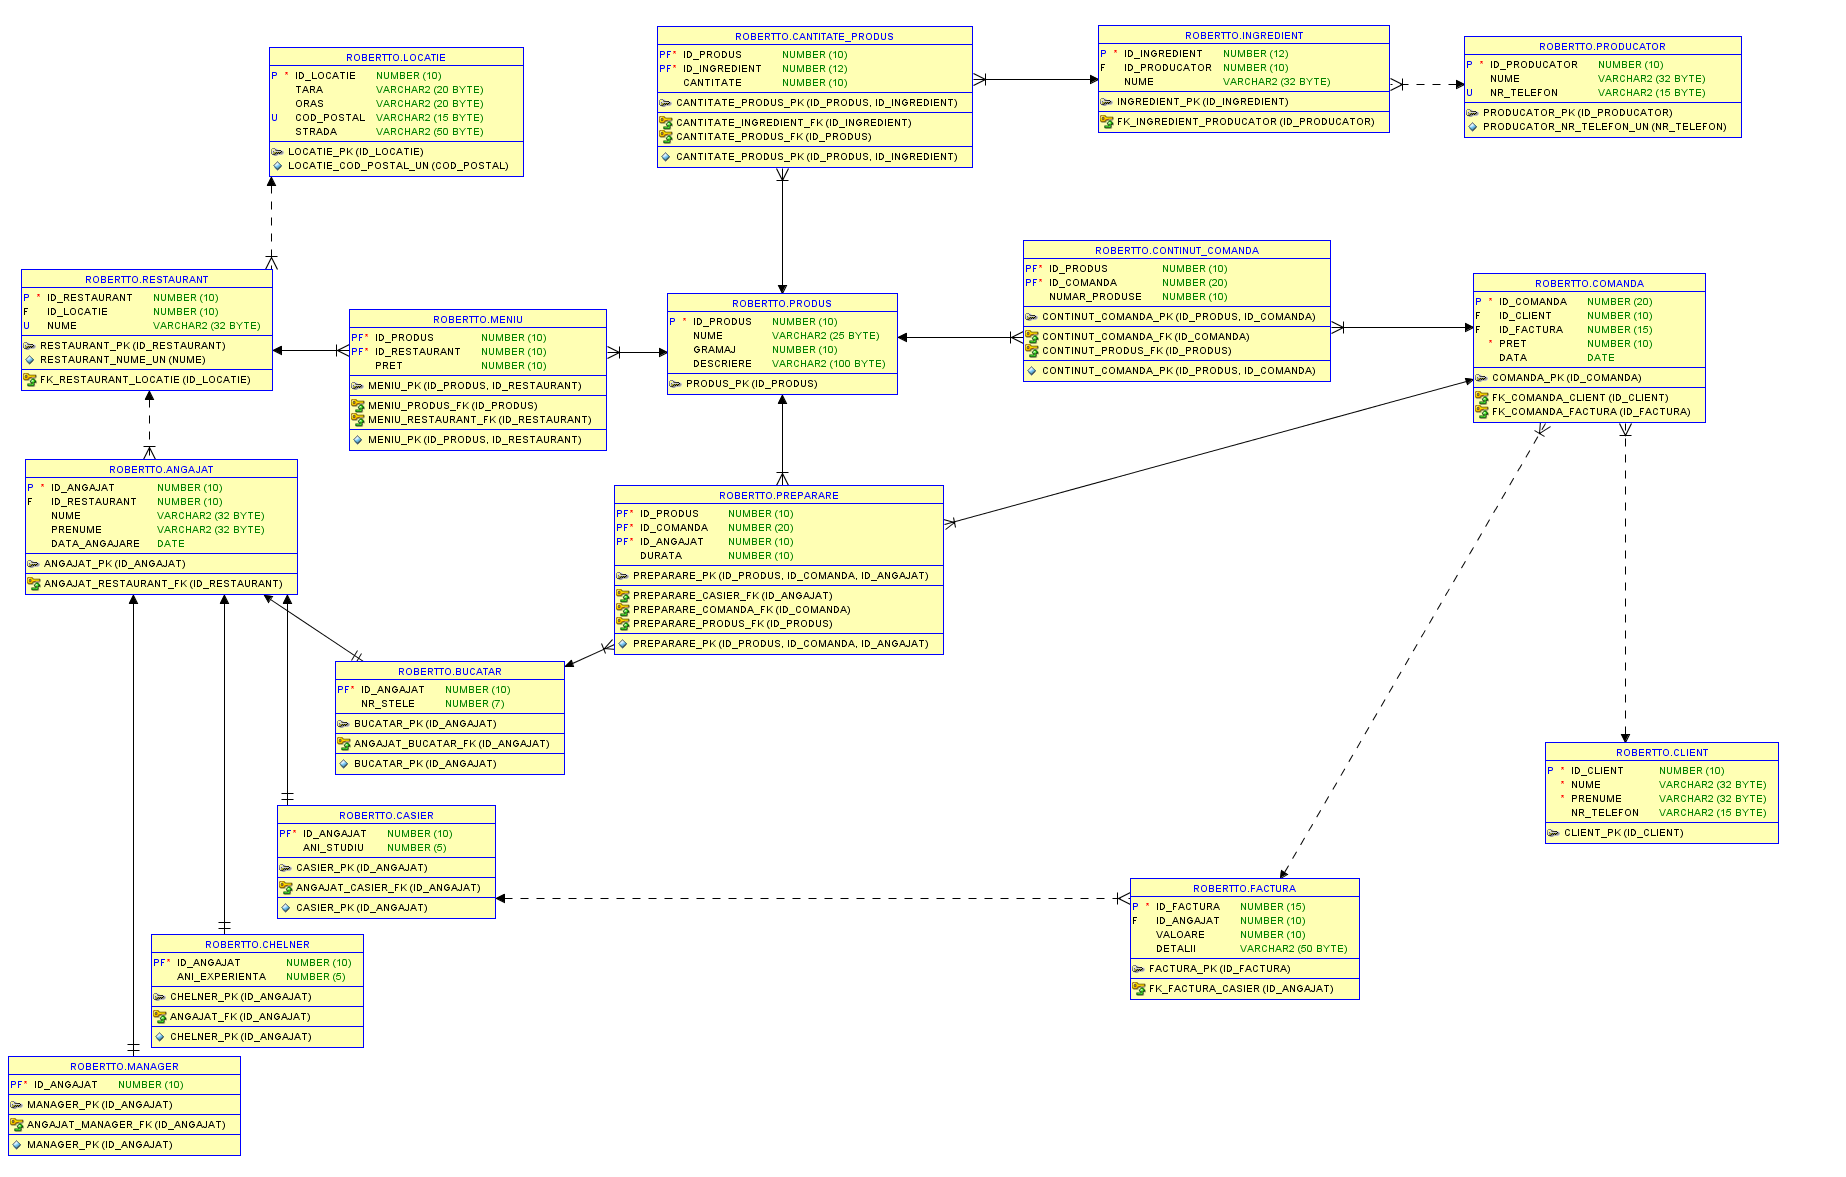 ROBERTTO.LOCATIE
P * ID_LOCATIE NUMBER (10)
TARA VARCHAR2 (20 BYTE)
ORAS VARCHAR2 (20 BYTE)
U COD_POSTAL VARCHAR2 (15 BYTE)
STRADA VARCHAR2 (50 BYTE)
LOCATIE_PK (ID_LOCATIE)
LOCATIE_COD_POSTAL_UN (COD_POSTAL)
ROBERTTO.CANTITATE_PRODUS
PF* ID_PRODUS NUMBER (10)
PF* ID_INGREDIENT NUMBER (12)
CANTITATE NUMBER (10)
CANTITATE_PRODUS_PK (ID_PRODUS, ID_INGREDIENT)
CANTITATE_INGREDIENT_FK (ID_INGREDIENT)
CANTITATE_PRODUS_FK (ID_PRODUS)
CANTITATE_PRODUS_PK (ID_PRODUS, ID_INGREDIENT)
ROBERTTO.INGREDIENT
P * ID_INGREDIENT NUMBER (12)
F ID_PRODUCATOR NUMBER (10)
NUME VARCHAR2 (32 BYTE)
INGREDIENT_PK (ID_INGREDIENT)
FK_INGREDIENT_PRODUCATOR (ID_PRODUCATOR)
ROBERTTO.PRODUCATOR
P * ID_PRODUCATOR NUMBER (10)
NUME VARCHAR2 (32 BYTE)
U NR_TELEFON VARCHAR2 (15 BYTE)
PRODUCATOR_PK (ID_PRODUCATOR)
PRODUCATOR_NR_TELEFON_UN (NR_TELEFON)
ROBERTTO.RESTAURANT
P * ID_RESTAURANT NUMBER (10)
F ID_LOCATIE NUMBER (10)
U NUME VARCHAR2 (32 BYTE)
RESTAURANT_PK (ID_RESTAURANT)
RESTAURANT_NUME_UN (NUME)
FK_RESTAURANT_LOCATIE (ID_LOCATIE)
ROBERTTO.MENIU
PF* ID_PRODUS NUMBER (10)
PF* ID_RESTAURANT NUMBER (10)
PRET NUMBER (10)
MENIU_PK (ID_PRODUS, ID_RESTAURANT)
MENIU_PRODUS_FK (ID_PRODUS)
MENIU_RESTAURANT_FK (ID_RESTAURANT)
MENIU_PK (ID_PRODUS, ID_RESTAURANT)
ROBERTTO.PRODUS
P * ID_PRODUS NUMBER (10)
NUME VARCHAR2 (25 BYTE)
GRAMAJ NUMBER (10)
DESCRIERE VARCHAR2 (100 BYTE)
PRODUS_PK (ID_PRODUS)
ROBERTTO.CONTINUT_COMANDA
PF* ID_PRODUS NUMBER (10)
PF* ID_COMANDA NUMBER (20)
NUMAR_PRODUSE NUMBER (10)
CONTINUT_COMANDA_PK (ID_PRODUS, ID_COMANDA)
CONTINUT_COMANDA_FK (ID_COMANDA)
CONTINUT_PRODUS_FK (ID_PRODUS)
CONTINUT_COMANDA_PK (ID_PRODUS, ID_COMANDA)
ROBERTTO.COMANDA
P * ID_COMANDA NUMBER (20)
F ID_CLIENT NUMBER (10)
F ID_FACTURA NUMBER (15)
* PRET NUMBER (10)
DATA DATE
COMANDA_PK (ID_COMANDA)
FK_COMANDA_CLIENT (ID_CLIENT)
FK_COMANDA_FACTURA (ID_FACTURA)
ROBERTTO.ANGAJAT
P * ID_ANGAJAT NUMBER (10)
F ID_RESTAURANT NUMBER (10)
NUME VARCHAR2 (32 BYTE)
PRENUME VARCHAR2 (32 BYTE)
DATA_ANGAJARE DATE
ANGAJAT_PK (ID_ANGAJAT)
ANGAJAT_RESTAURANT_FK (ID_RESTAURANT)
ROBERTTO.PREPARARE
PF* ID_PRODUS NUMBER (10)
PF* ID_COMANDA NUMBER (20)
PF* ID_ANGAJAT NUMBER (10)
DURATA NUMBER (10)
PREPARARE_PK (ID_PRODUS, ID_COMANDA, ID_ANGAJAT)
PREPARARE_CASIER_FK (ID_ANGAJAT)
PREPARARE_COMANDA_FK (ID_COMANDA)
PREPARARE_PRODUS_FK (ID_PRODUS)
PREPARARE_PK (ID_PRODUS, ID_COMANDA, ID_ANGAJAT)
ROBERTTO.BUCATAR
PF* ID_ANGAJAT NUMBER (10)
NR_STELE NUMBER (7)
BUCATAR_PK (ID_ANGAJAT)
ANGAJAT_BUCATAR_FK (ID_ANGAJAT)
BUCATAR_PK (ID_ANGAJAT)
ROBERTTO.CLIENT
P * ID_CLIENT NUMBER (10)
* NUME VARCHAR2 (32 BYTE)
* PRENUME VARCHAR2 (32 BYTE)
NR_TELEFON VARCHAR2 (15 BYTE)
CLIENT_PK (ID_CLIENT)
ROBERTTO.CASIER
PF* ID_ANGAJAT NUMBER (10)
ANI_STUDIU NUMBER (5)
CASIER_PK (ID_ANGAJAT)
ANGAJAT_CASIER_FK (ID_ANGAJAT)
CASIER_PK (ID_ANGAJAT)
ROBERTTO.FACTURA
P * ID_FACTURA NUMBER (15)
F ID_ANGAJAT NUMBER (10)
VALOARE NUMBER (10)
DETALII VARCHAR2 (50 BYTE)
FACTURA_PK (ID_FACTURA)
FK_FACTURA_CASIER (ID_ANGAJAT)
ROBERTTO.CHELNER
PF* ID_ANGAJAT NUMBER (10)
ANI_EXPERIENTA NUMBER (5)
CHELNER_PK (ID_ANGAJAT)
ANGAJAT_FK (ID_ANGAJAT)
CHELNER_PK (ID_ANGAJAT)
ROBERTTO.MANAGER
PF* ID_ANGAJAT NUMBER (10)
MANAGER_PK (ID_ANGAJAT)
ANGAJAT_MANAGER_FK (ID_ANGAJAT)
MANAGER_PK (ID_ANGAJAT)